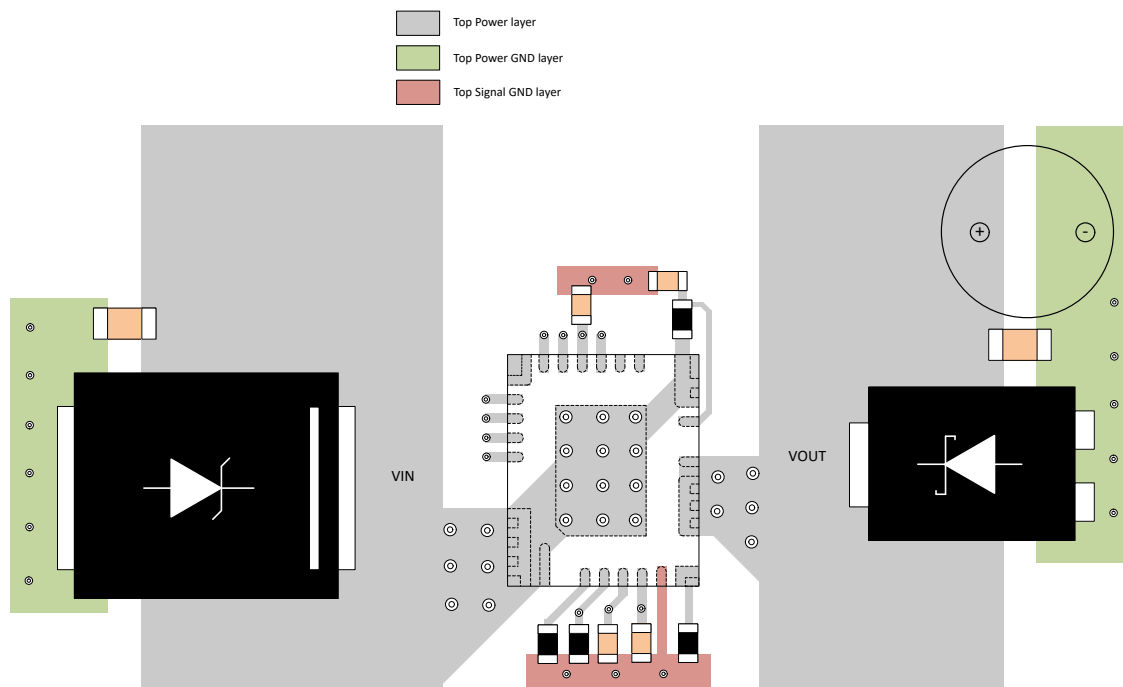 Top Power layer
Top Power GND layer
Top Signal GND layer
+
-
VIN
VOUT